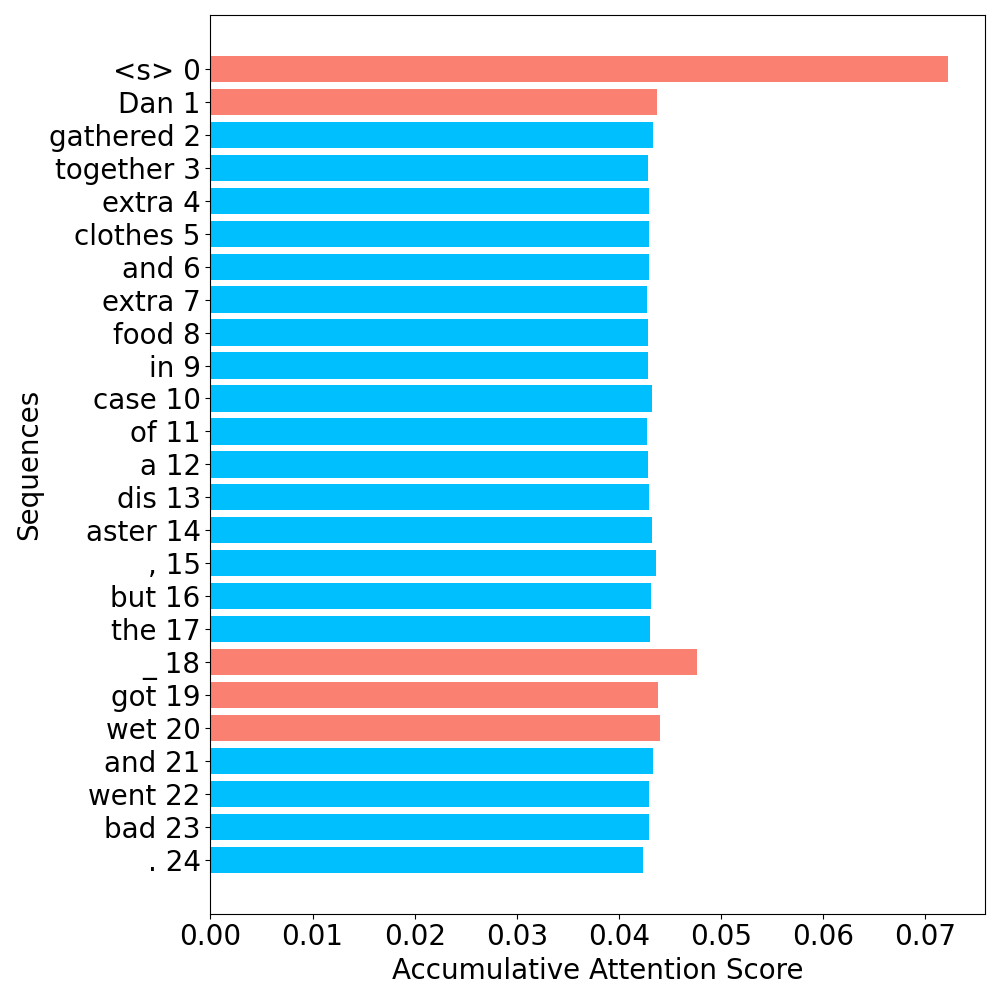 <s> 0
Dan 1
gathered 2
together 3
extra 4
clothes 5
and 6
extra 7
food 8
in 9
case 10
of 11
a 12
dis 13
aster 14
, 15
but 16
the 17
_ 18
got 19
wet 20
and 21
went 22
bad 23
. 24
Sequences
0.00 0.01 0.02 0.03 0.04 0.05 0.06 0.07
Accumulative Attention Score